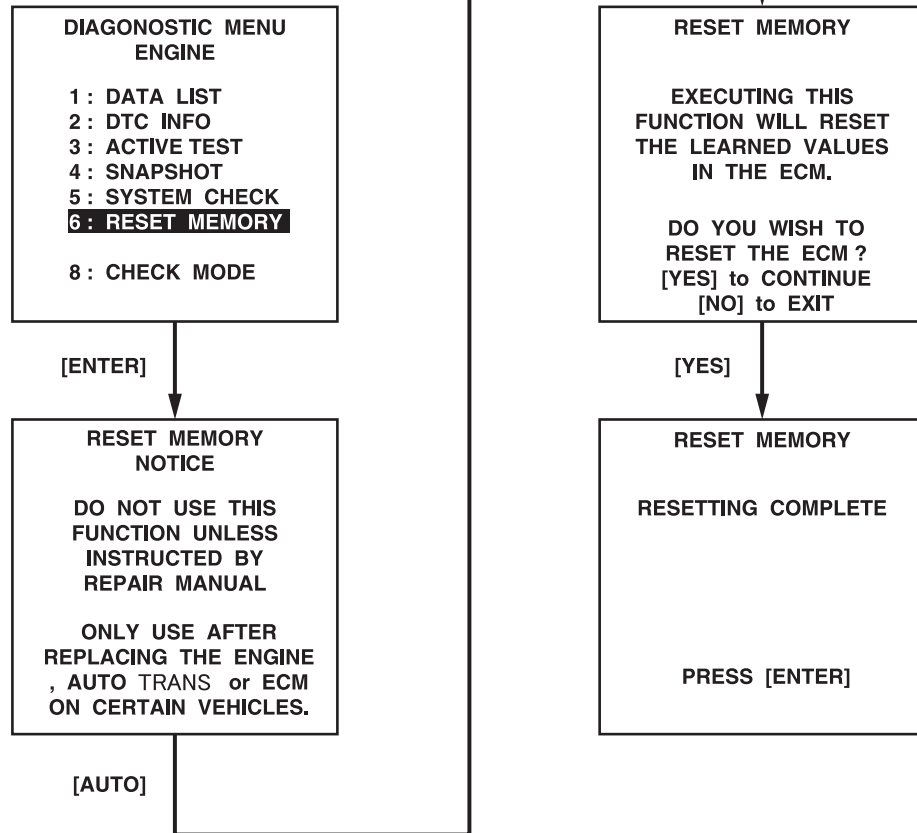 DIAGONOSTIC MENU
ENGINE
1 : DATA LIST
2 : DTC INFO
3 : ACTIVE TEST
4 : SNAPSHOT
5 : SYSTEM CHECK
6 : RESET MEMORY
8 : CHECK MODE
[ENTER]
RESET MEMORY
NOTICE
DO NOT USE THIS
FUNCTION UNLESS
INSTRUCTED BY
REPAIR MANUAL
ONLY USE AFTER
REPLACING THE ENGINE
, AUTO TRANS or ECM
ON CERTAIN VEHICLES.
[AUTO]
RESET MEMORY
EXECUTING THIS
FUNCTION WILL RESET
THE LEARNED VALUES
IN THE ECM.
DO YOU WISH TO
RESET THE ECM ?
[YES] to CONTINUE
[NO] to EXIT
[YES]
RESET MEMORY
RESETTING COMPLETE
PRESS [ENTER]